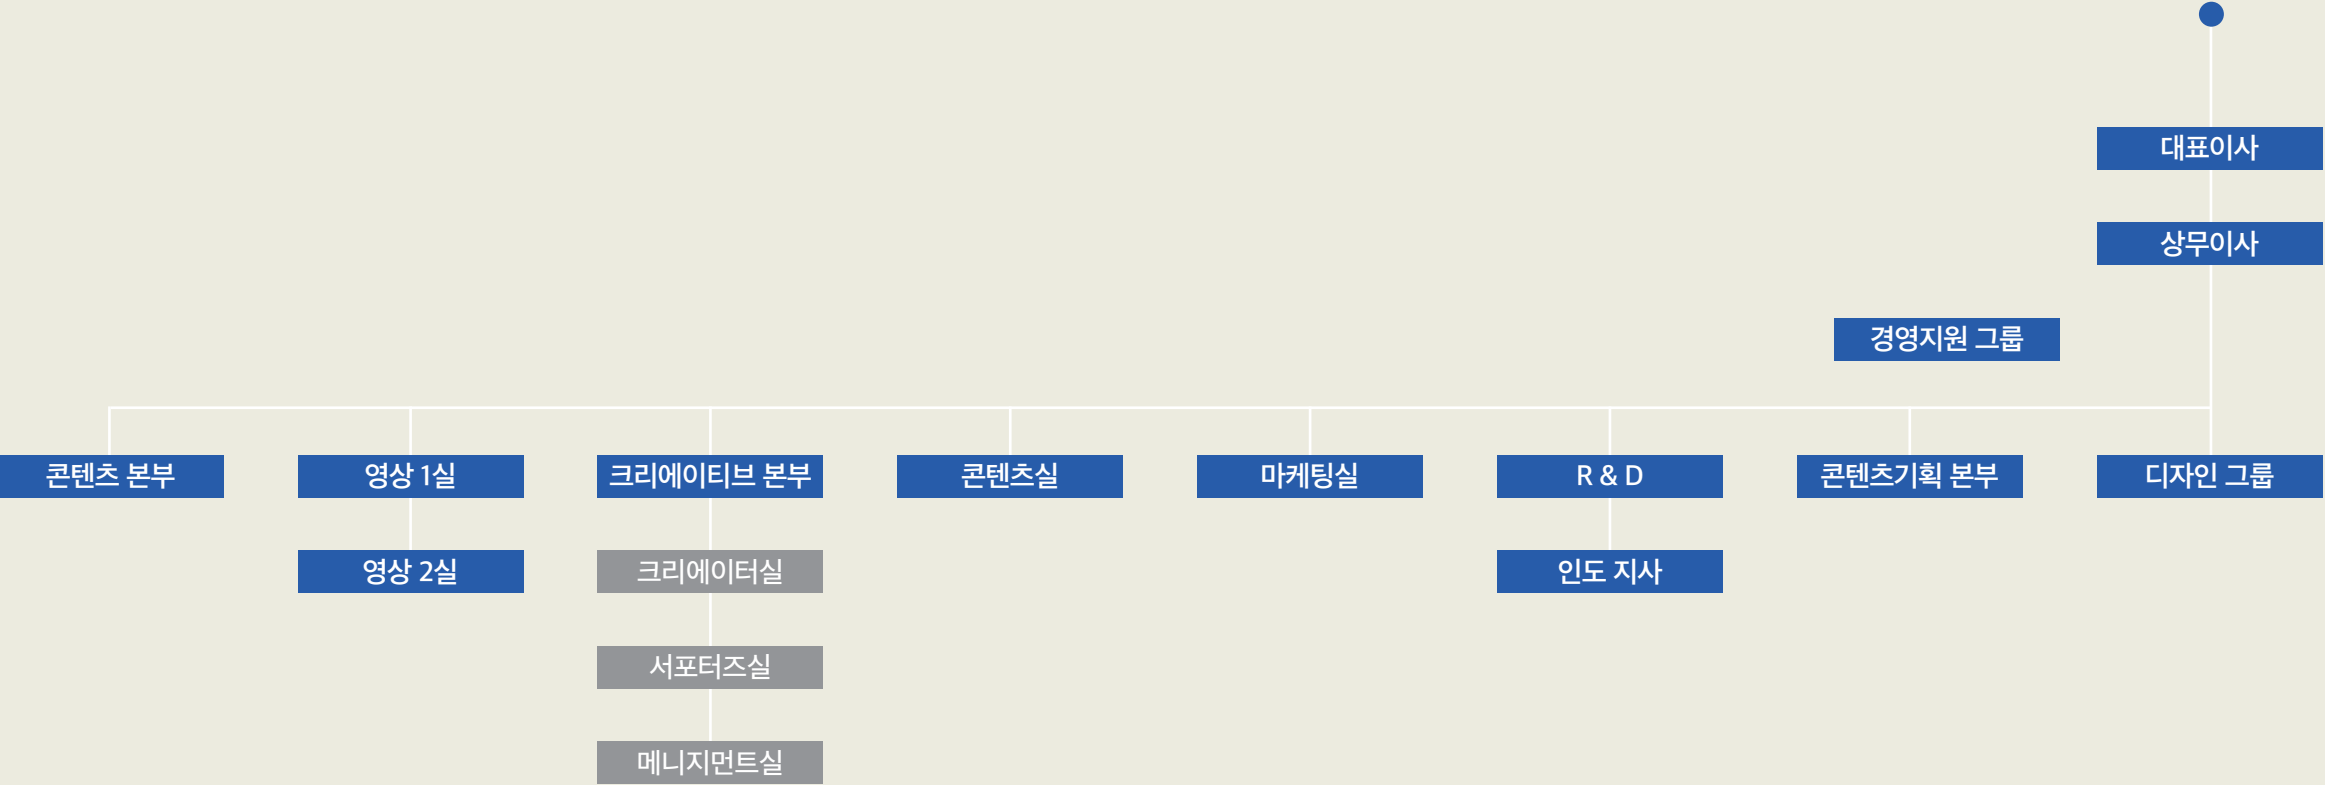 대표이사
상무이사
경영지원 그룹
콘텐츠 본부
영상 1실
크리에이티브 본부
콘텐츠실
마케팅실
R & D
콘텐츠기획 본부
디자인 그룹
영상 2실
크리에이터실
인도 지사
서포터즈실
메니지먼트실